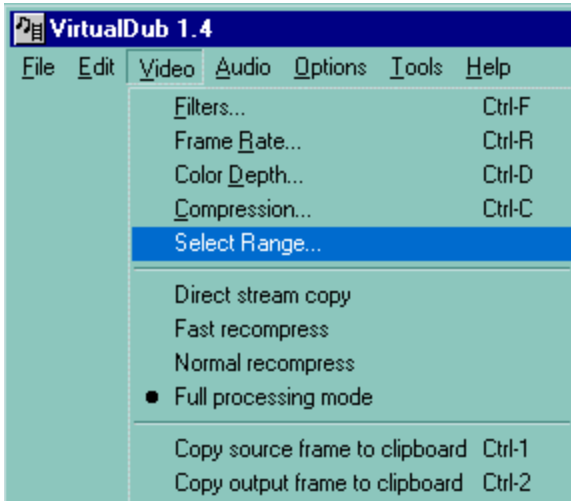 VirtualDub 1.4
File Edit Video Audio Options Tools Help
Filters... Ctrl-F
Frame Rate... Ctrl-R
Color Depth... Ctrl-D
Compression... Ctrl-C
Select Range...
Direct stream copy
Fast recompress
Normal recompress
Full processing mode
Copy source frame to clipboard Ctrl-1
Copy output frame to clipboard Ctrl-2